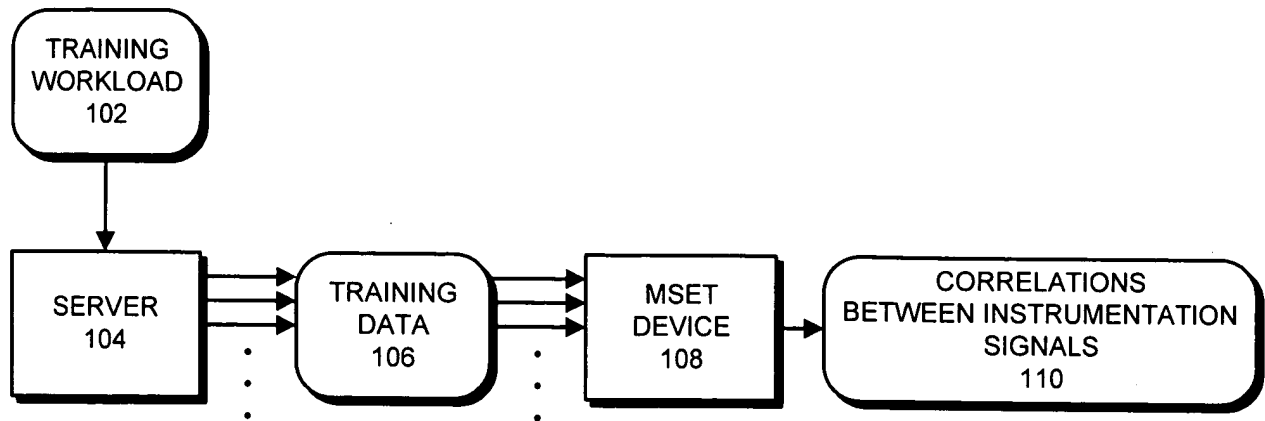 TRAINING
WORKLOAD
102
SERVER
104
TRAINING
DATA
106
MSET
DEVICE
108
CORRELATIONS
BETWEEN INSTRUMENTATION
SIGNALS
110